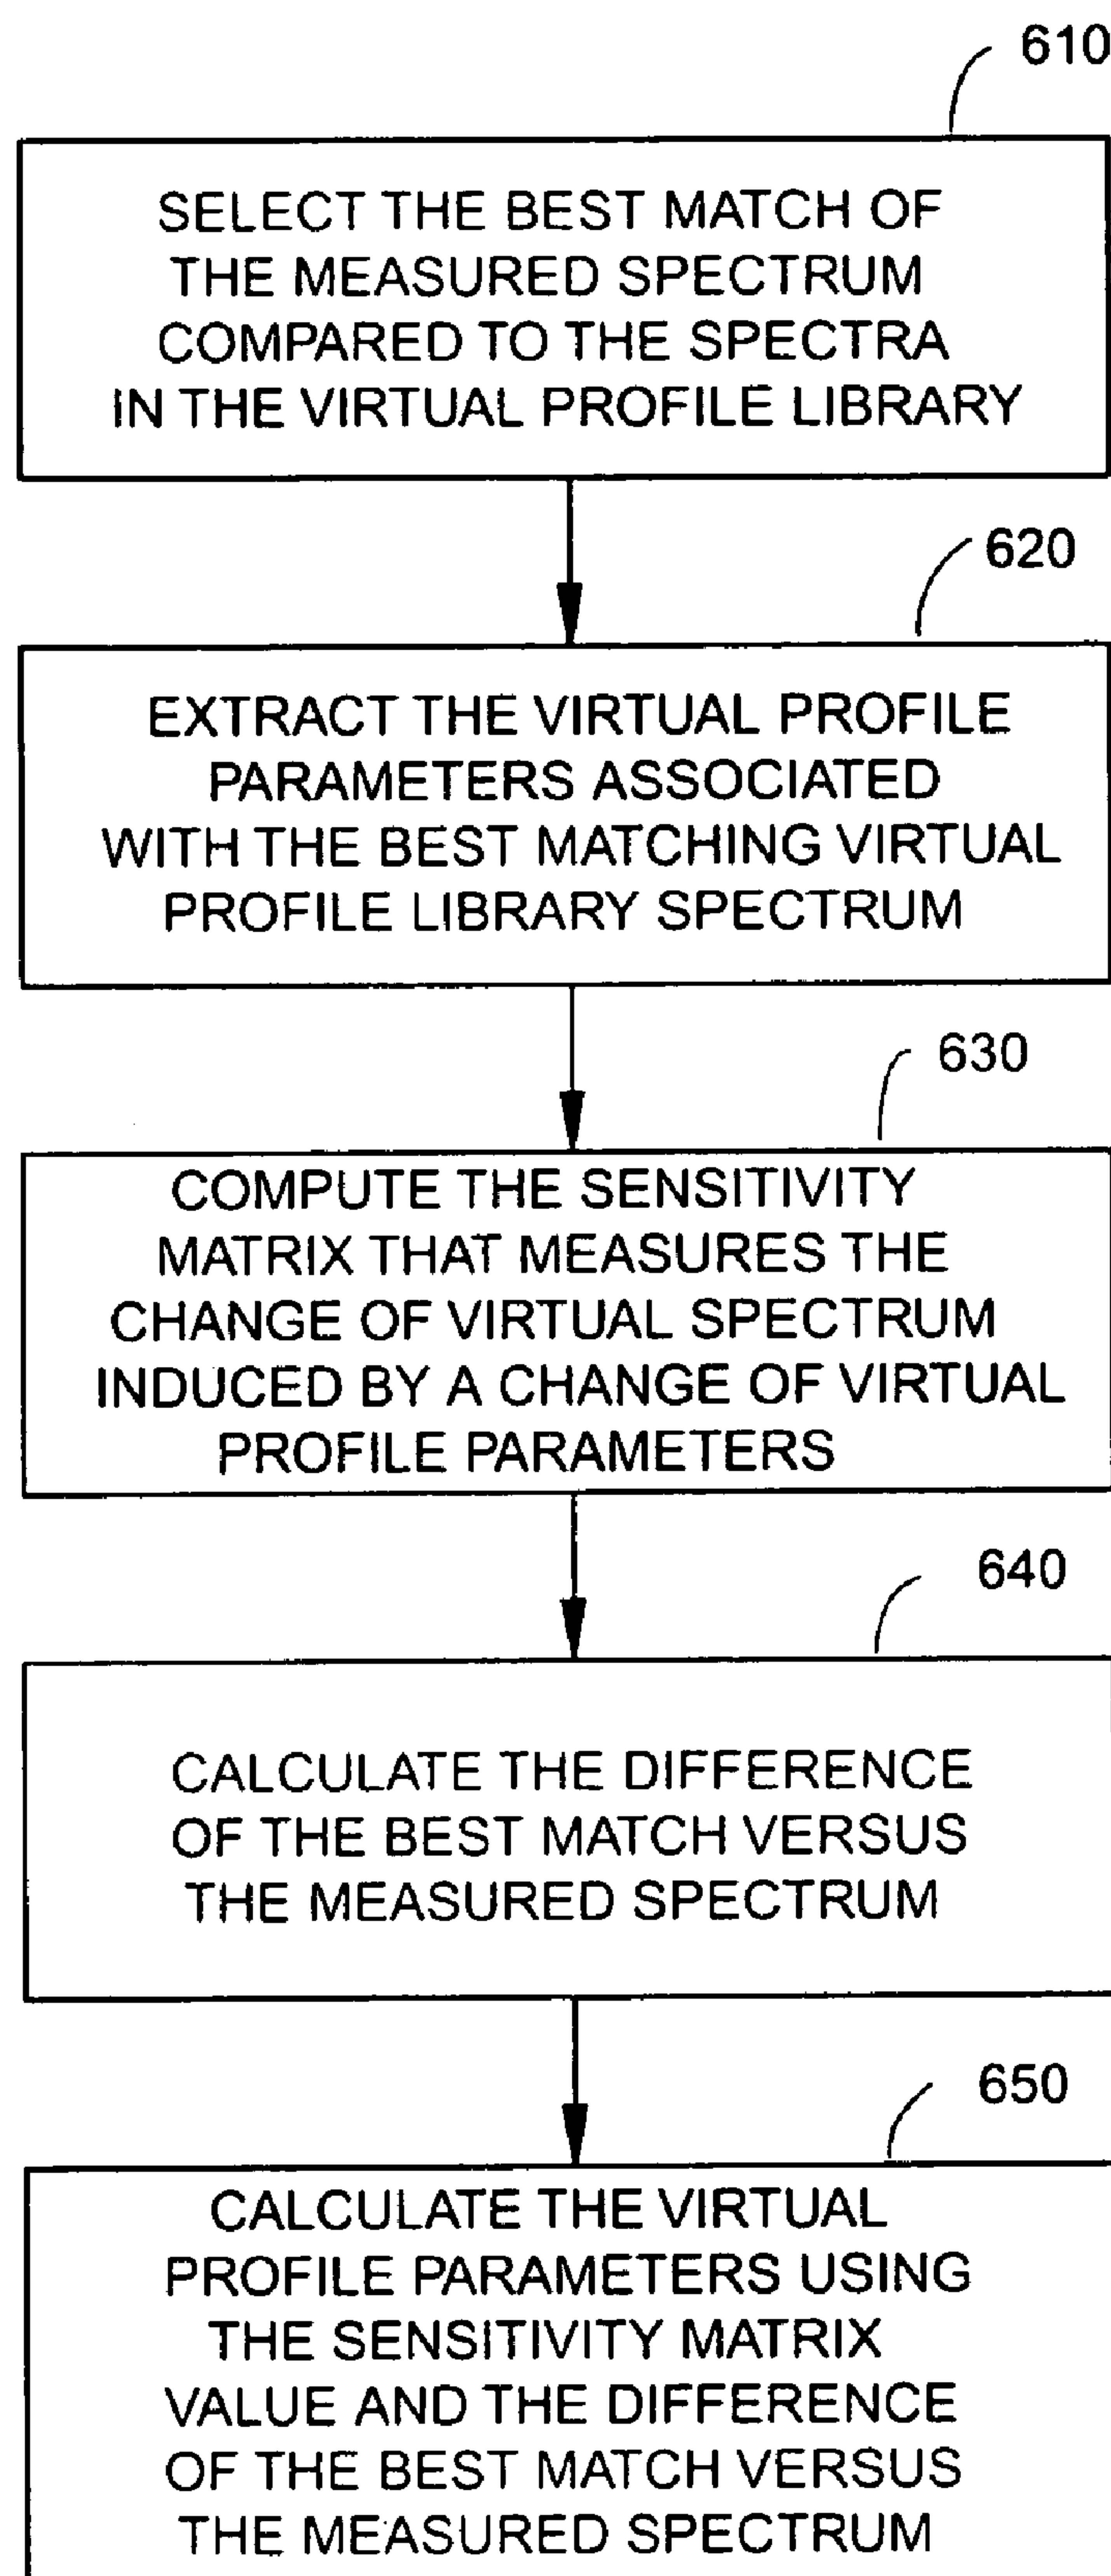 610
SELECT THE BEST MATCH OF
THE MEASURED SPECTRUM
COMPARED TO THE SPECTRA
IN THE VIRTUAL PROFILE LIBRARY
620
EXTRACT THE VIRTUAL PROFILE
PARAMETERS ASSOCIATED
WITH THE BEST MATCHING VIRTUAL
PROFILE LIBRARY SPECTRUM
630
COMPUTE THE SENSITIVITY
MATRIX THAT MEASURES THE
CHANGE OF VIRTUAL SPECTRUM
INDUCED BY A CHANGE OF VIRTUAL
PROFILE PARAMETERS
640
CALCULATE THE DIFFERENCE
OF THE BEST MATCH VERSUS
THE MEASURED SPECTRUM
650
CALCULATE THE VIRTUAL
PROFILE PARAMETERS USING
THE SENSITIVITY MATRIX
VALUE AND THE DIFFERENCE
OF THE BEST MATCH VERSUS
THE MEASURED SPECTRUM